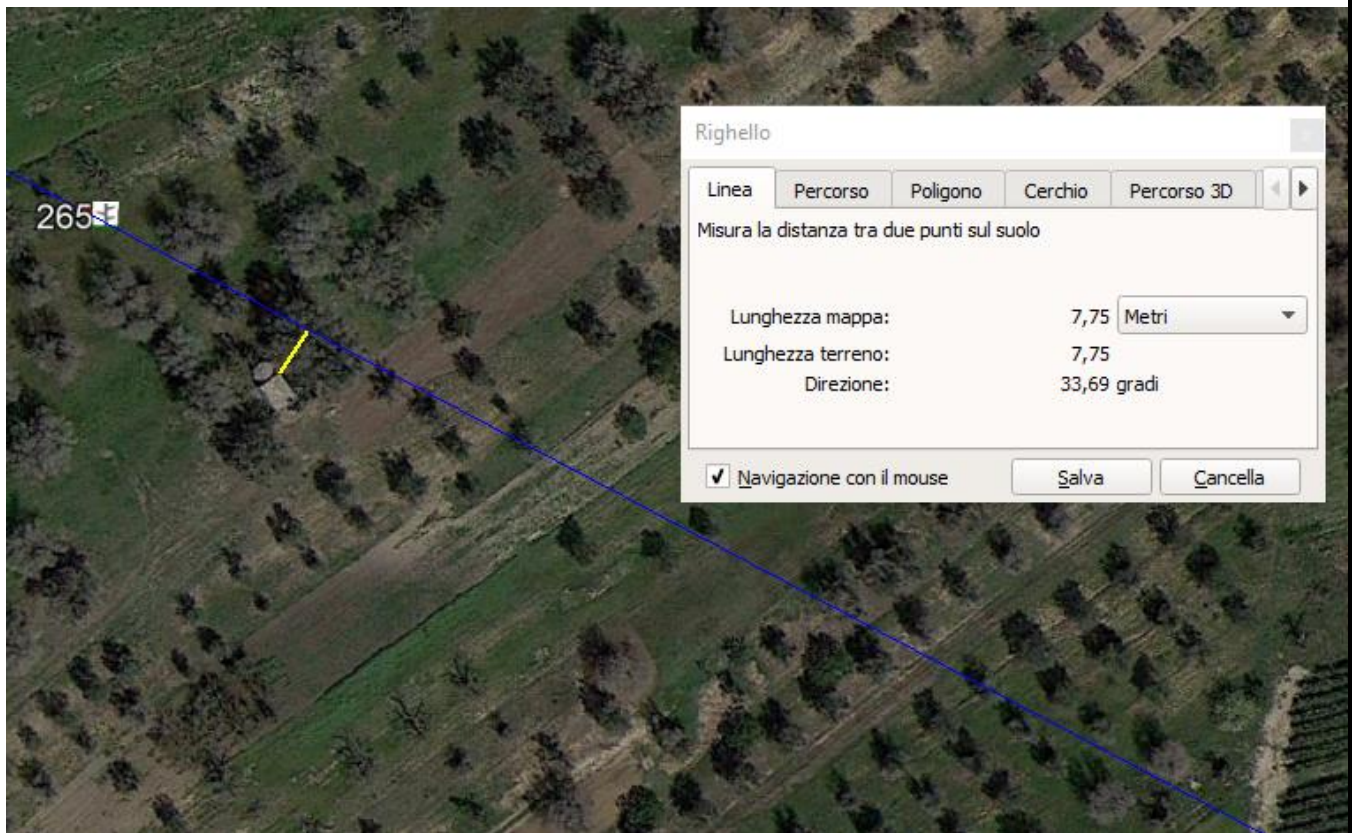 265
Righello
Linea Percorso Poligono Cerchio Percorso 3D
Misura la distanza tra due punti sul suolo
Lunghezza mappa: 7,75 Metri
Lunghezza terreno: 7,75
Direzione: 33,69 gradi
Navigazione con il mouse Salva Cancella